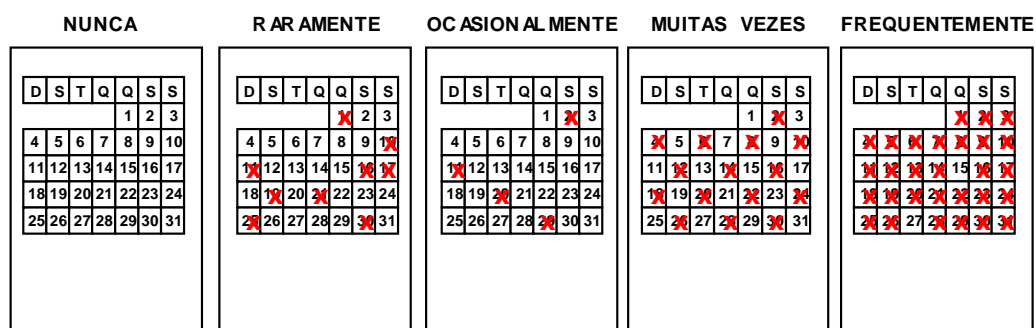 NUNCA
D S T Q Q S S
1 2 3
4 5 6 7 8 9 10
11 12 13 14 15 16 17
18 19 20 21 22 23 24
25 26 27 28 29 30 31
RARAMENTE
D S T Q Q S S
X 2 3
4 5 6 7 8 9 X
X 12 13 14 15 X X
18 X 20 X 22 23 24
X 26 27 28 29 X 31
OCASIONALMENTE
D S T Q Q S S
1 X 3
4 5 6 7 8 9 10
X 12 13 14 15 16 17
18 19 X 21 22 23 24
25 26 27 28 X 30 31
MUITAS VEZES
D S T Q Q S S
1 X 3
X 5 X 7 X 9 X
11 X 13 X 15 X 17
X 19 X 21 X 23 X
25 X 27 X 29 X 31
FREQUENTEMENTE
D S T Q Q S S
X X X
X X X X X X X
X X X X 15 X X
X X X X X X X
X X 27 X X X X